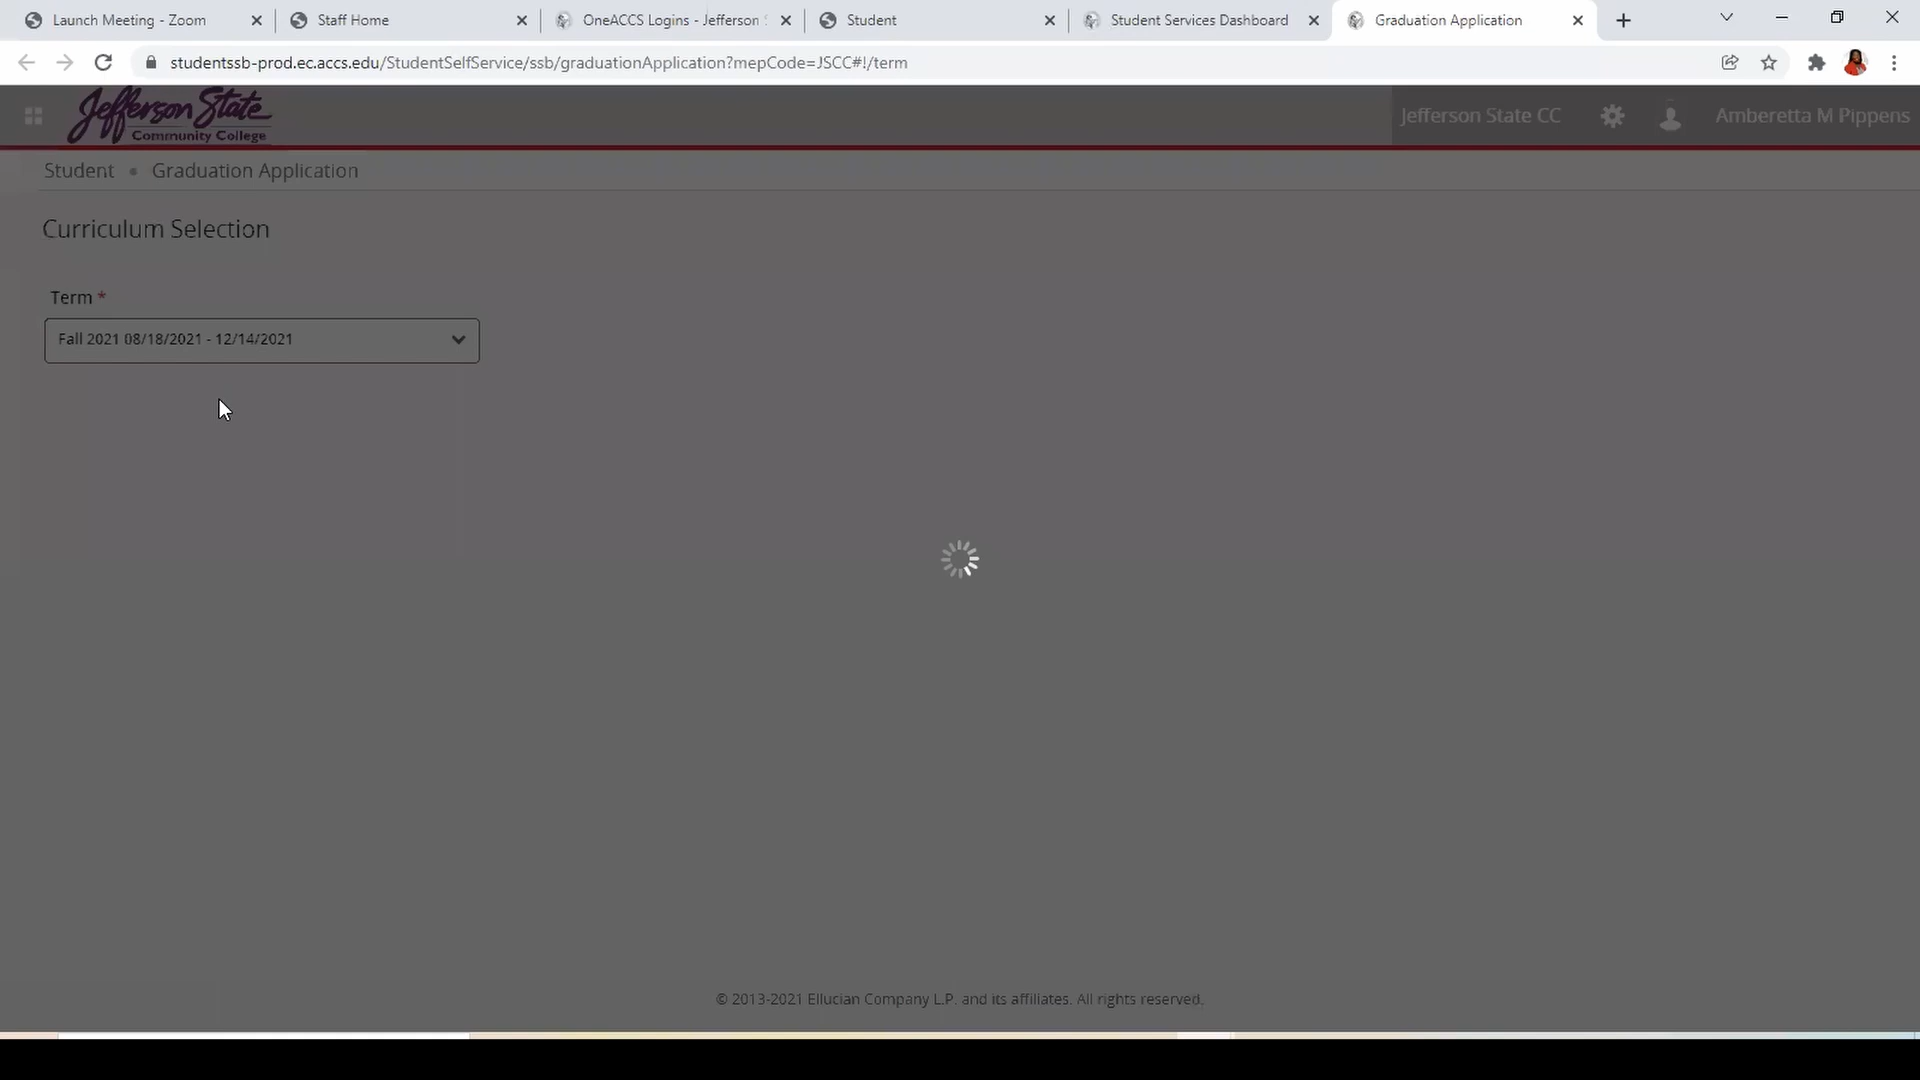 Launch Meeting - Zoom
Staff Home
OneACCS Logins - Jefferson
Student
Student Services Dashboard
Graduation Application
studentssb-prod.ec.accs.edu/StudentSelfService/ssb/graduationApplication?mepCode=JSCC#!/term
Jefferson State
Community College
Jefferson State CC
Amberetta M Pippens
Student • Graduation Application
Curriculum Selection
Term *
Fall 2021 08/18/2021 - 12/14/2021
© 2013-2021 Ellucian Company L.P. and its affiliates. All rights reserved.